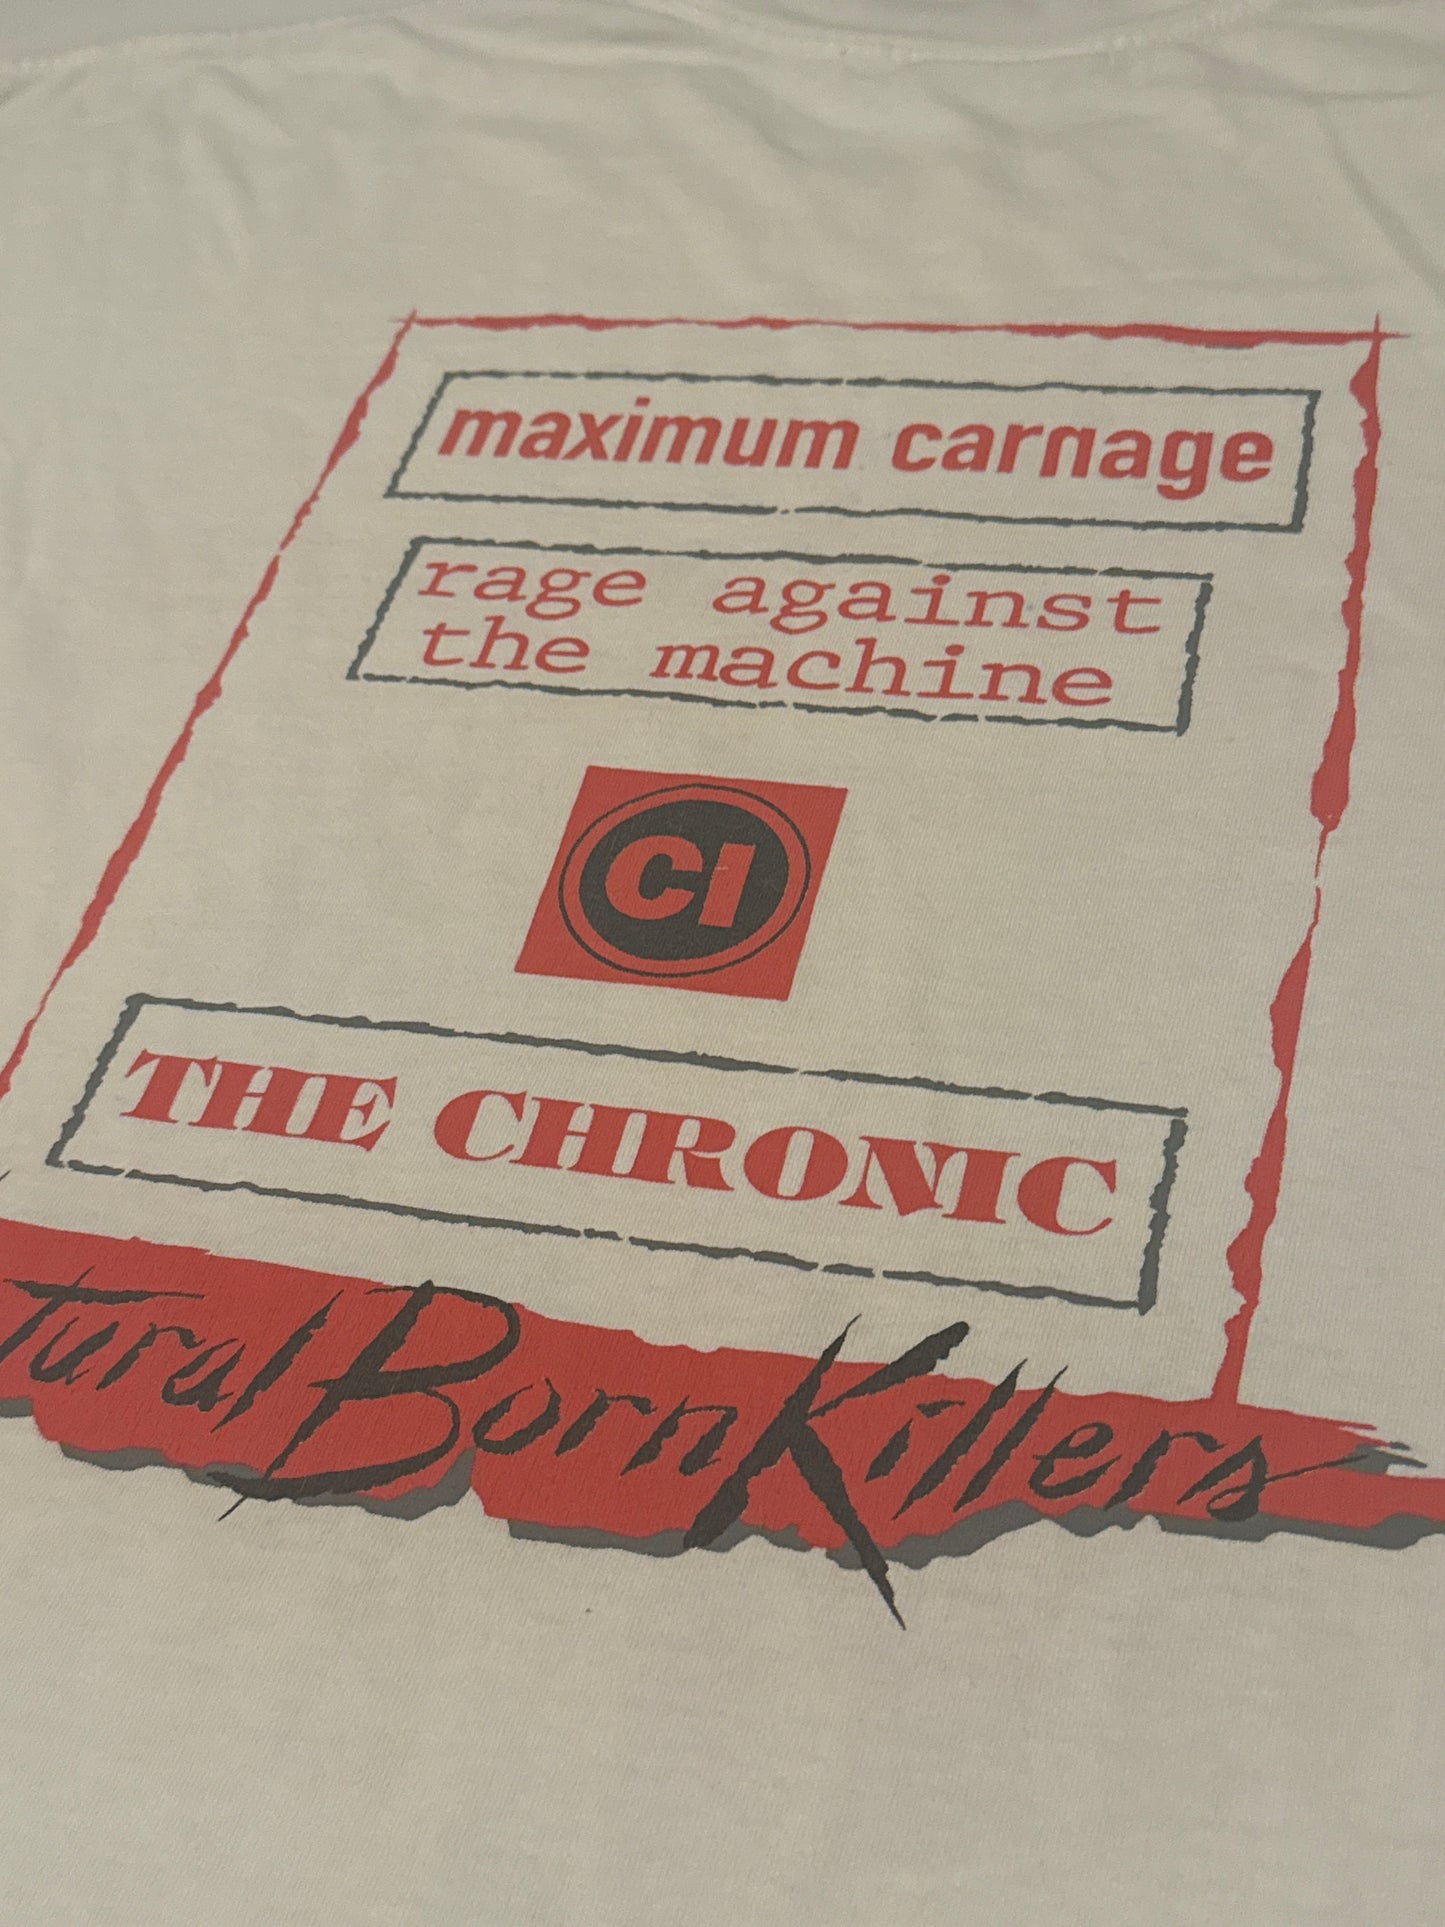 maximum carnage
rage against
the machine
CI
THE CHRONIC
tural Born Killers